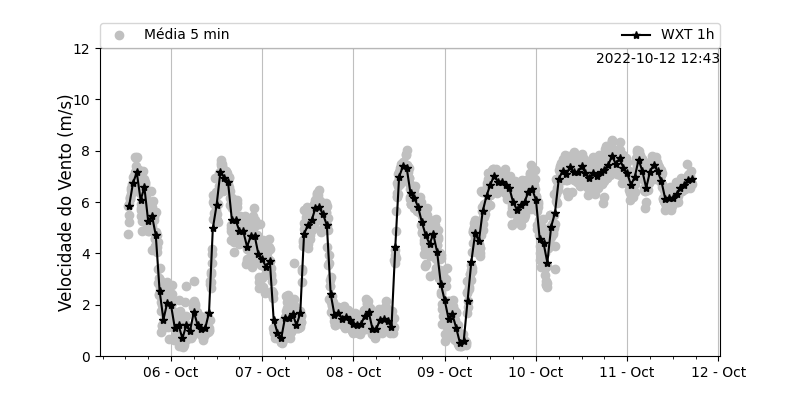 Média 5 min
WXT 1h
2022-10-12 12:43
Velocidade do Vento (m/s)
12
10
8
6
4
2
0
06 - Oct
07 - Oct
08 - Oct
09 - Oct
10 - Oct
11 - Oct
12 - Oct